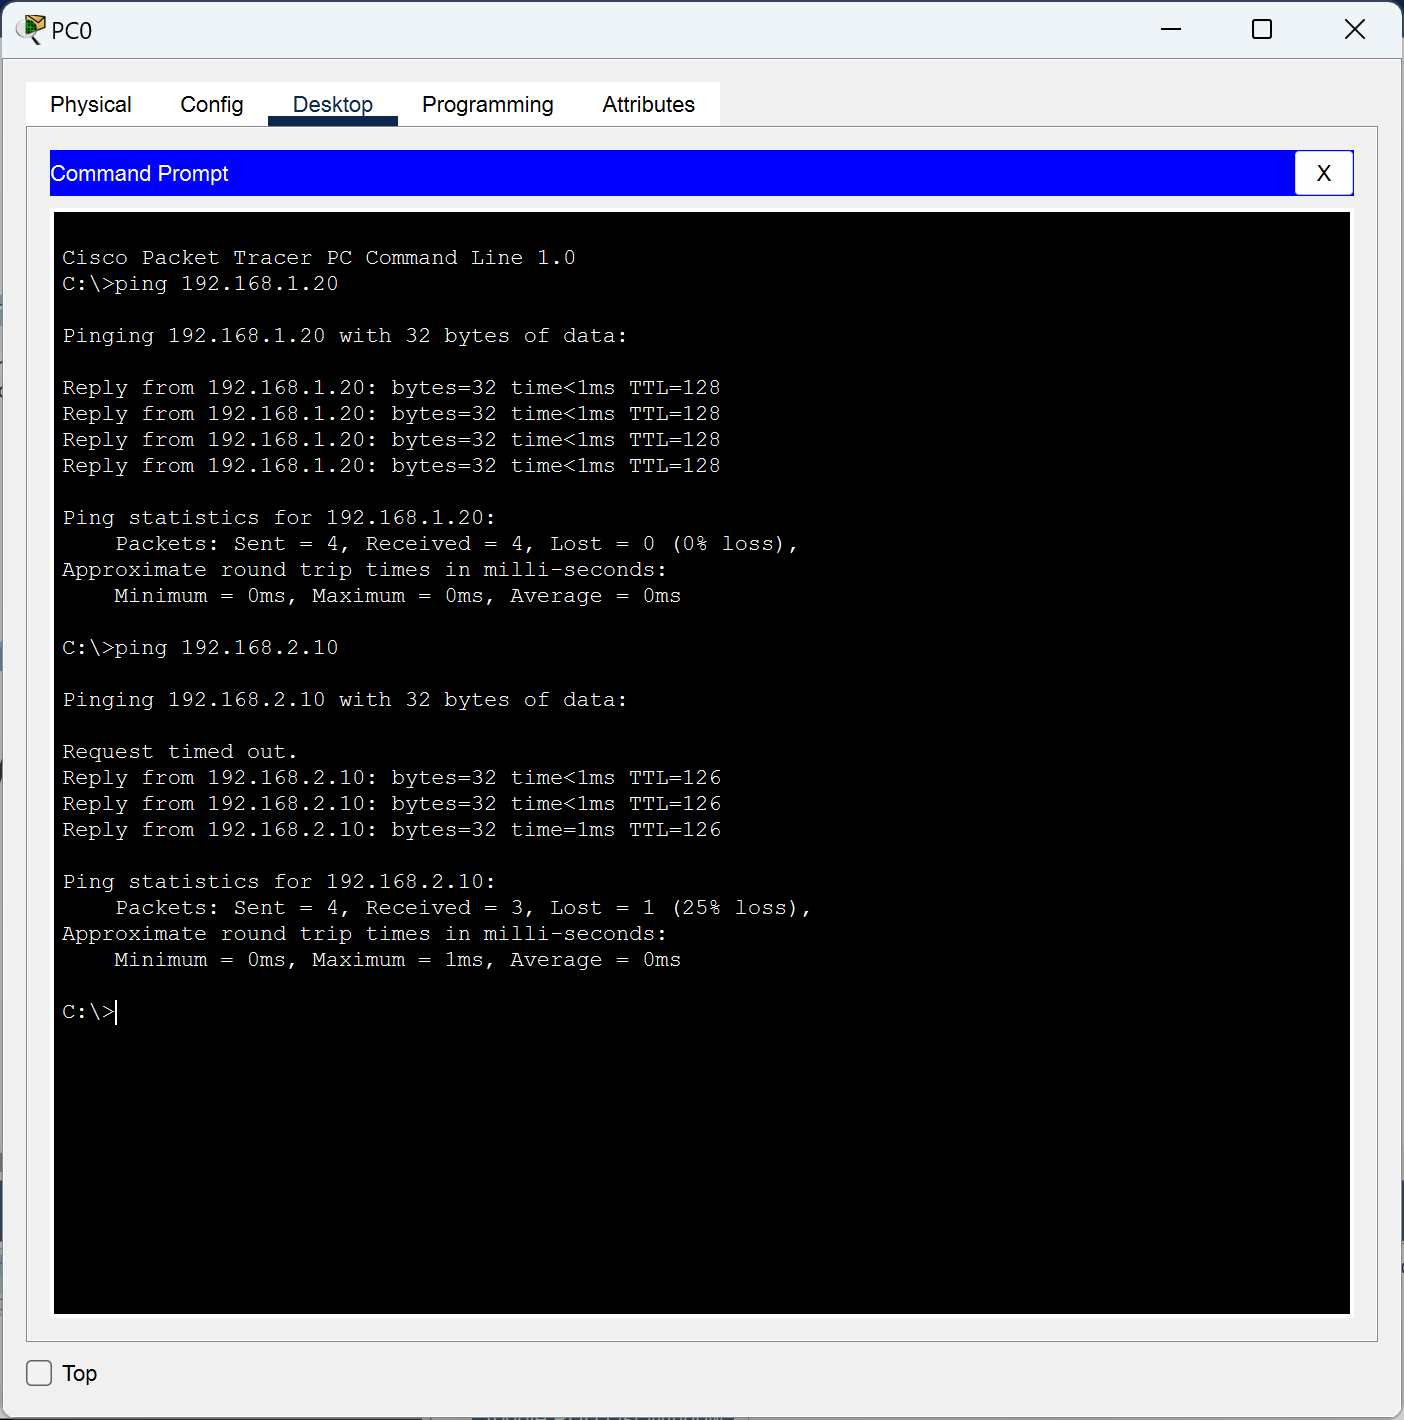 PC0
Physical Config Desktop Programming Attributes
Command Prompt X
Cisco Packet Tracer PC Command Line 1.0
C:\>ping 192.168.1.20
Pinging 192.168.1.20 with 32 bytes of data:
Reply from 192.168.1.20: bytes=32 time<1ms TTL=128
Reply from 192.168.1.20: bytes=32 time<1ms TTL=128
Reply from 192.168.1.20: bytes=32 time<1ms TTL=128
Reply from 192.168.1.20: bytes=32 time<1ms TTL=128
Ping statistics for 192.168.1.20:
Packets: Sent = 4, Received = 4, Lost = 0 (0% loss),
Approximate round trip times in milli-seconds:
Minimum = 0ms, Maximum = 0ms, Average = 0ms
C:\>ping 192.168.2.10
Pinging 192.168.2.10 with 32 bytes of data:
Request timed out.
Reply from 192.168.2.10: bytes=32 time<1ms TTL=126
Reply from 192.168.2.10: bytes=32 time<1ms TTL=126
Reply from 192.168.2.10: bytes=32 time=1ms TTL=126
Ping statistics for 192.168.2.10:
Packets: Sent = 4, Received = 3, Lost = 1 (25% loss),
Approximate round trip times in milli-seconds:
Minimum = 0ms, Maximum = 1ms, Average = 0ms
C:\>
Top